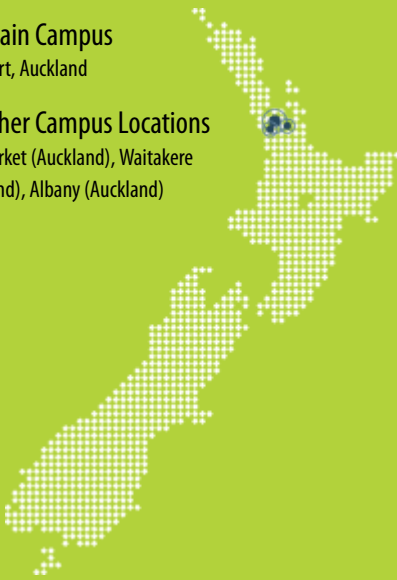 ain Campus
rt, Auckland
her Campus Locations
rket (Auckland), Waitakere
nd), Albany (Auckland)